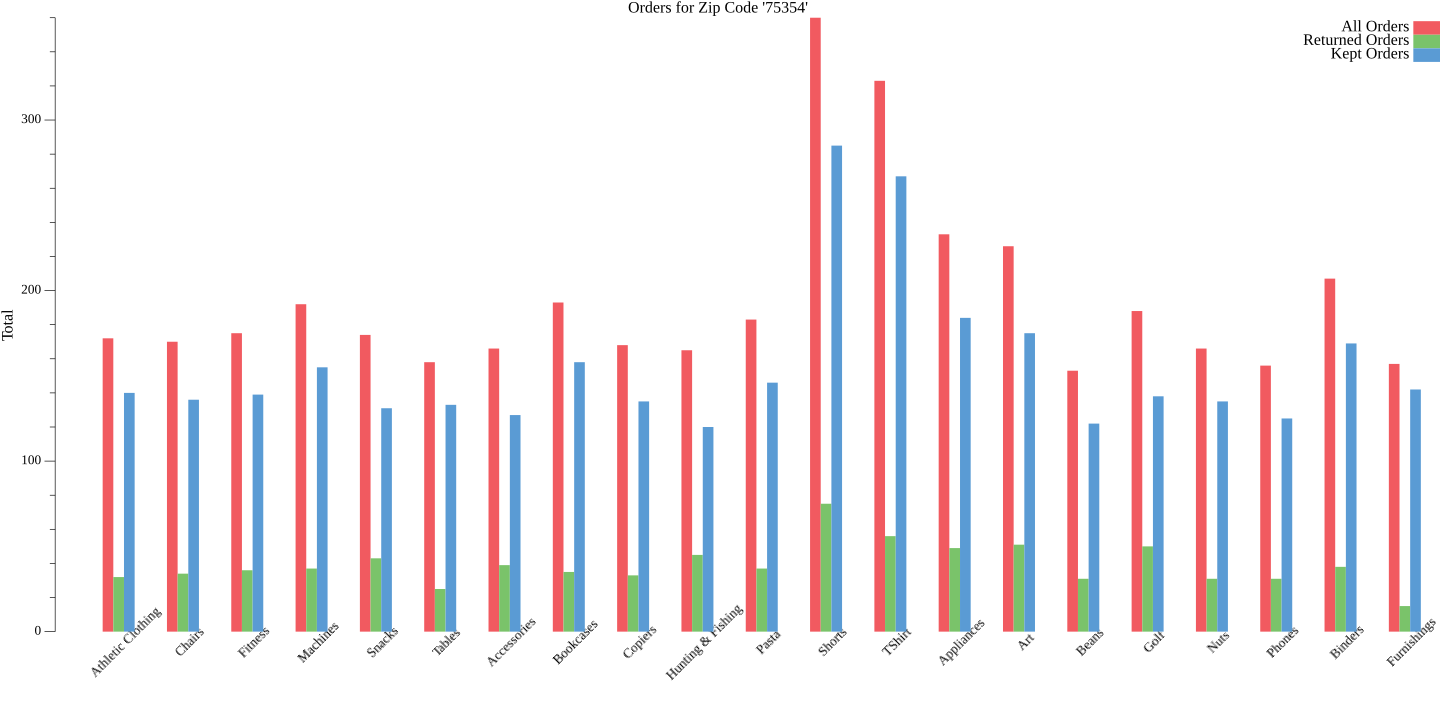 Orders for Zip Code '75354'
All Orders
Returned Orders
Kept Orders
Total
300
200
100
0
Athletic Clothing
Chairs
Fitness
Machines
Snacks
Tables
Accessories
Bookcases
Copiers
Hunting & Fishing
Pasta
Shorts
TShirt
Appliances
Art
Beans
Golf
Nuts
Phones
Binders
Furnishings